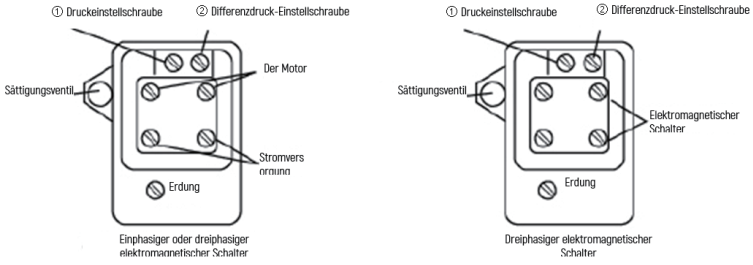 ① Druckeinstellschraube
② Differenzdruck-Einstellschraube
Der Motor
Sättigungsventil
Stromvers
orgung
Erdung
Einphasiger oder dreiphasiger
elektromagnetischer Schalter
① Druckeinstellschraube
② Differenzdruck-Einstellschraube
Sättigungsventil
Elektromagnetischer
Schalter
Erdung
Dreiphasiger elektromagnetischer
Schalter